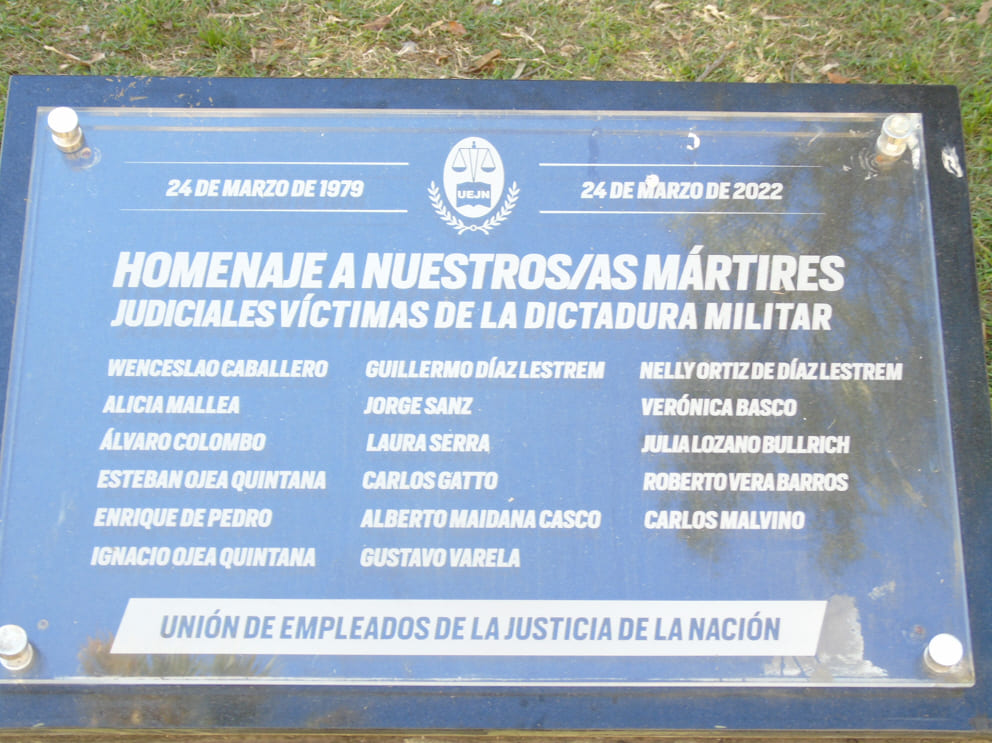 24 DE MARZO DE 1979
UEJN
24 DE MARZO DE 2022
HOMENAJE A NUESTROS/AS MÁRTIRES
JUDICIALES VÍCTIMAS DE LA DICTADURA MILITAR
WENCESLAO CABALLERO
ALICIA MALLEA
ÁLVARO COLOMBO
ESTEBAN OJEA QUINTANA
ENRIQUE DE PEDRO
IGNACIO OJEA QUINTANA
GUILLERMO DÍAZ LESTREM
JORGE SANZ
LAURA SERRA
CARLOS GATTO
ALBERTO MAIDANA CASCO
GUSTAVO VARELA
NELLY ORTIZ DE DÍAZ LESTREM
VERÓNICA BASCO
JULIA LOZANO BULLRICH
ROBERTO VERA BARROS
CARLOS MALVINO
UNIÓN DE EMPLEADOS DE LA JUSTICIA DE LA NACIÓN